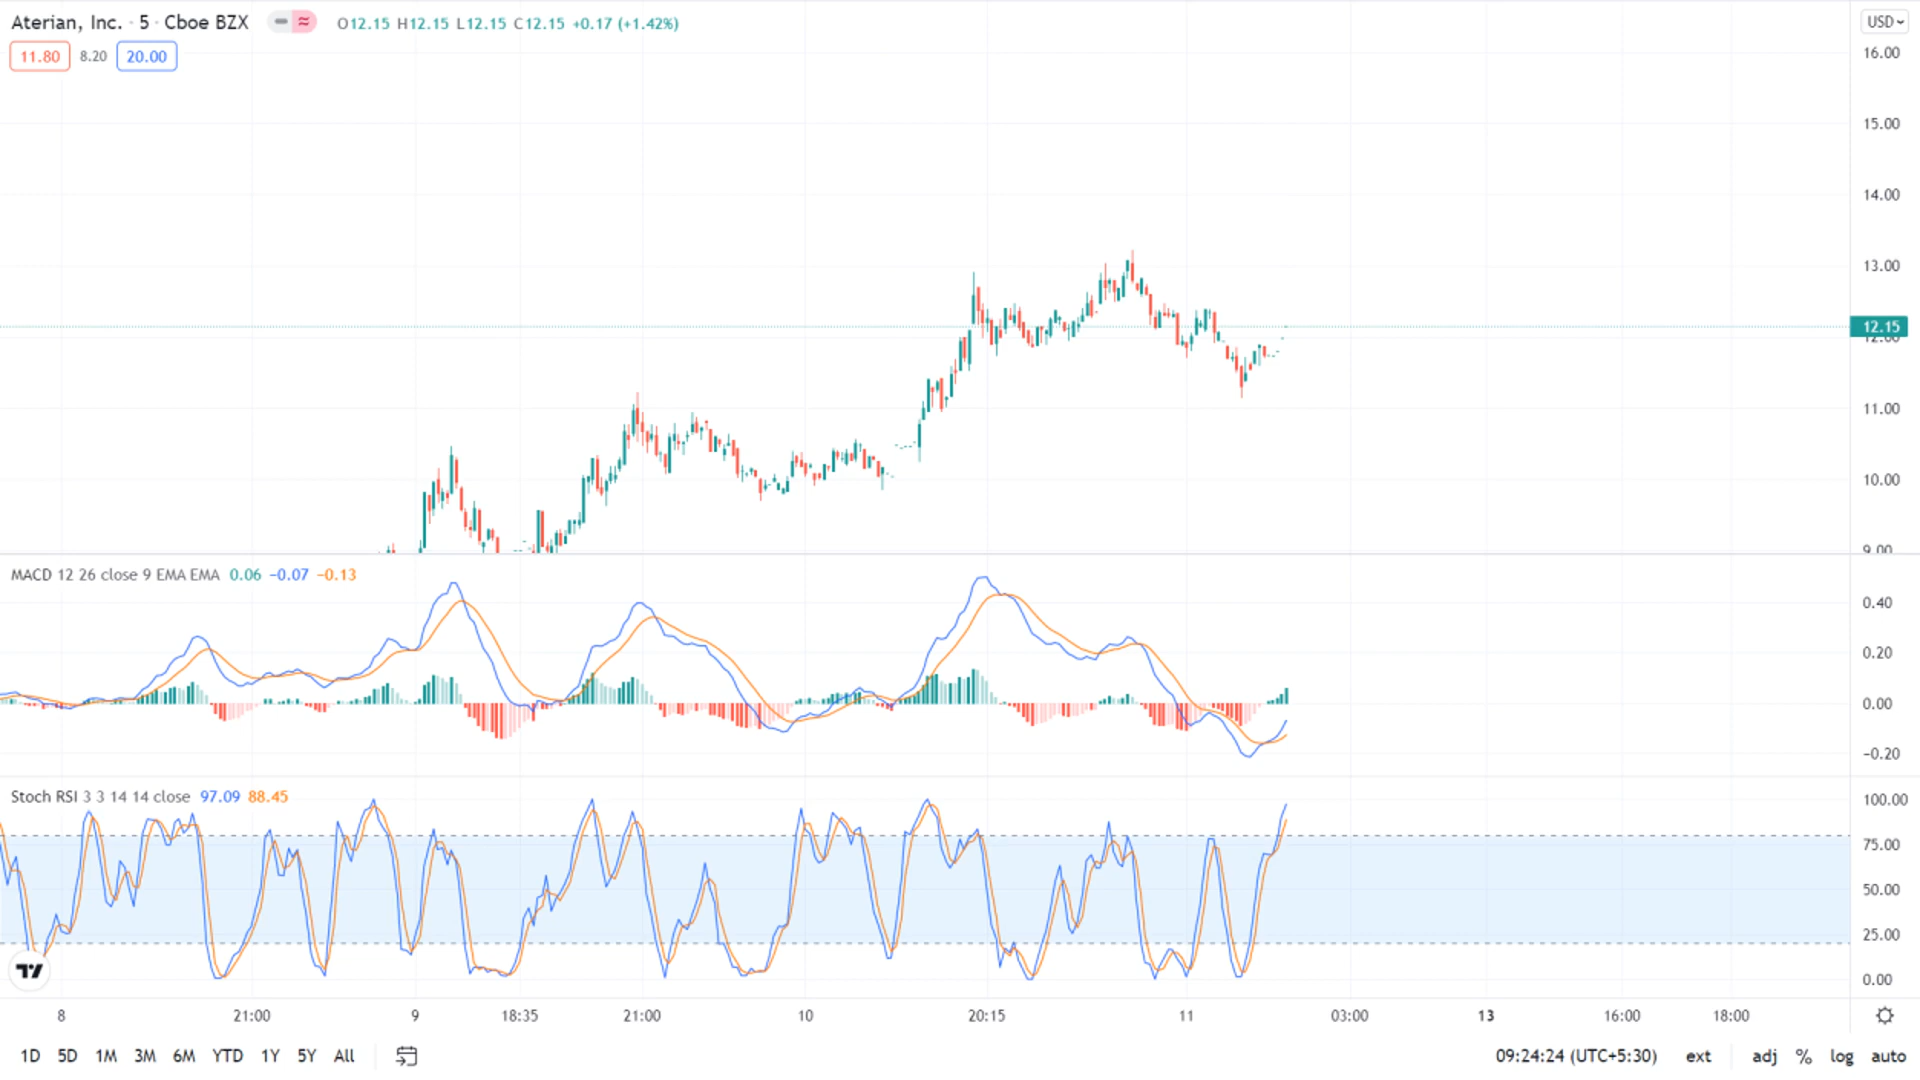 Aterian, Inc. · 5 · Cboe BZX O12.15 H12.15 L12.15 C12.15 +0.17 (+1.42%)
USD
11.80 8.20 20.00
16.00
15.00
14.00
13.00
12.15
12.00
11.00
10.00
9.00
MACD 12 26 close 9 EMA EMA 0.06 −0.07 −0.13
0.40
0.20
0.00
−0.20
Stoch RSI 3 3 14 14 close 97.09 88.45
100.00
75.00
50.00
25.00
0.00
8 21:00 9 18:35 21:00 10 20:15 11 03:00 13 16:00 18:00
1D 5D 1M 3M 6M YTD 1Y 5Y All 09:24:24 (UTC+5:30) ext adj % log auto